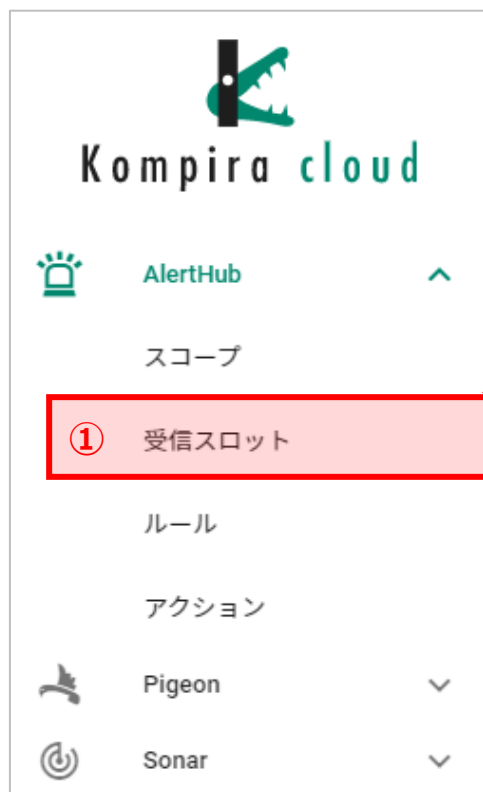 Kompira cloud
AlertHub
スコープ
① 受信スロット
ルール
アクション
Pigeon
Sonar